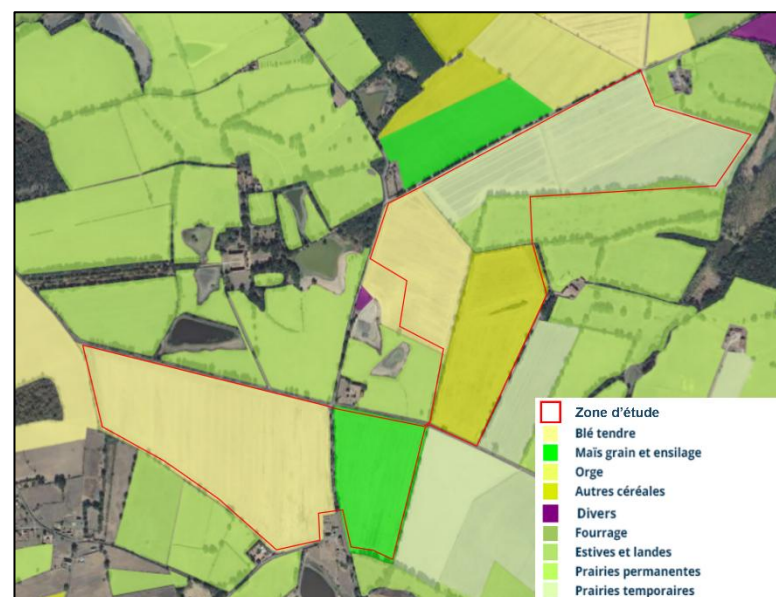 Zone d'étude
Blé tendre
Maïs grain et ensilage
Orge
Autres céréales
Divers
Fourrage
Estives et landes
Prairies permanentes
Prairies temporaires